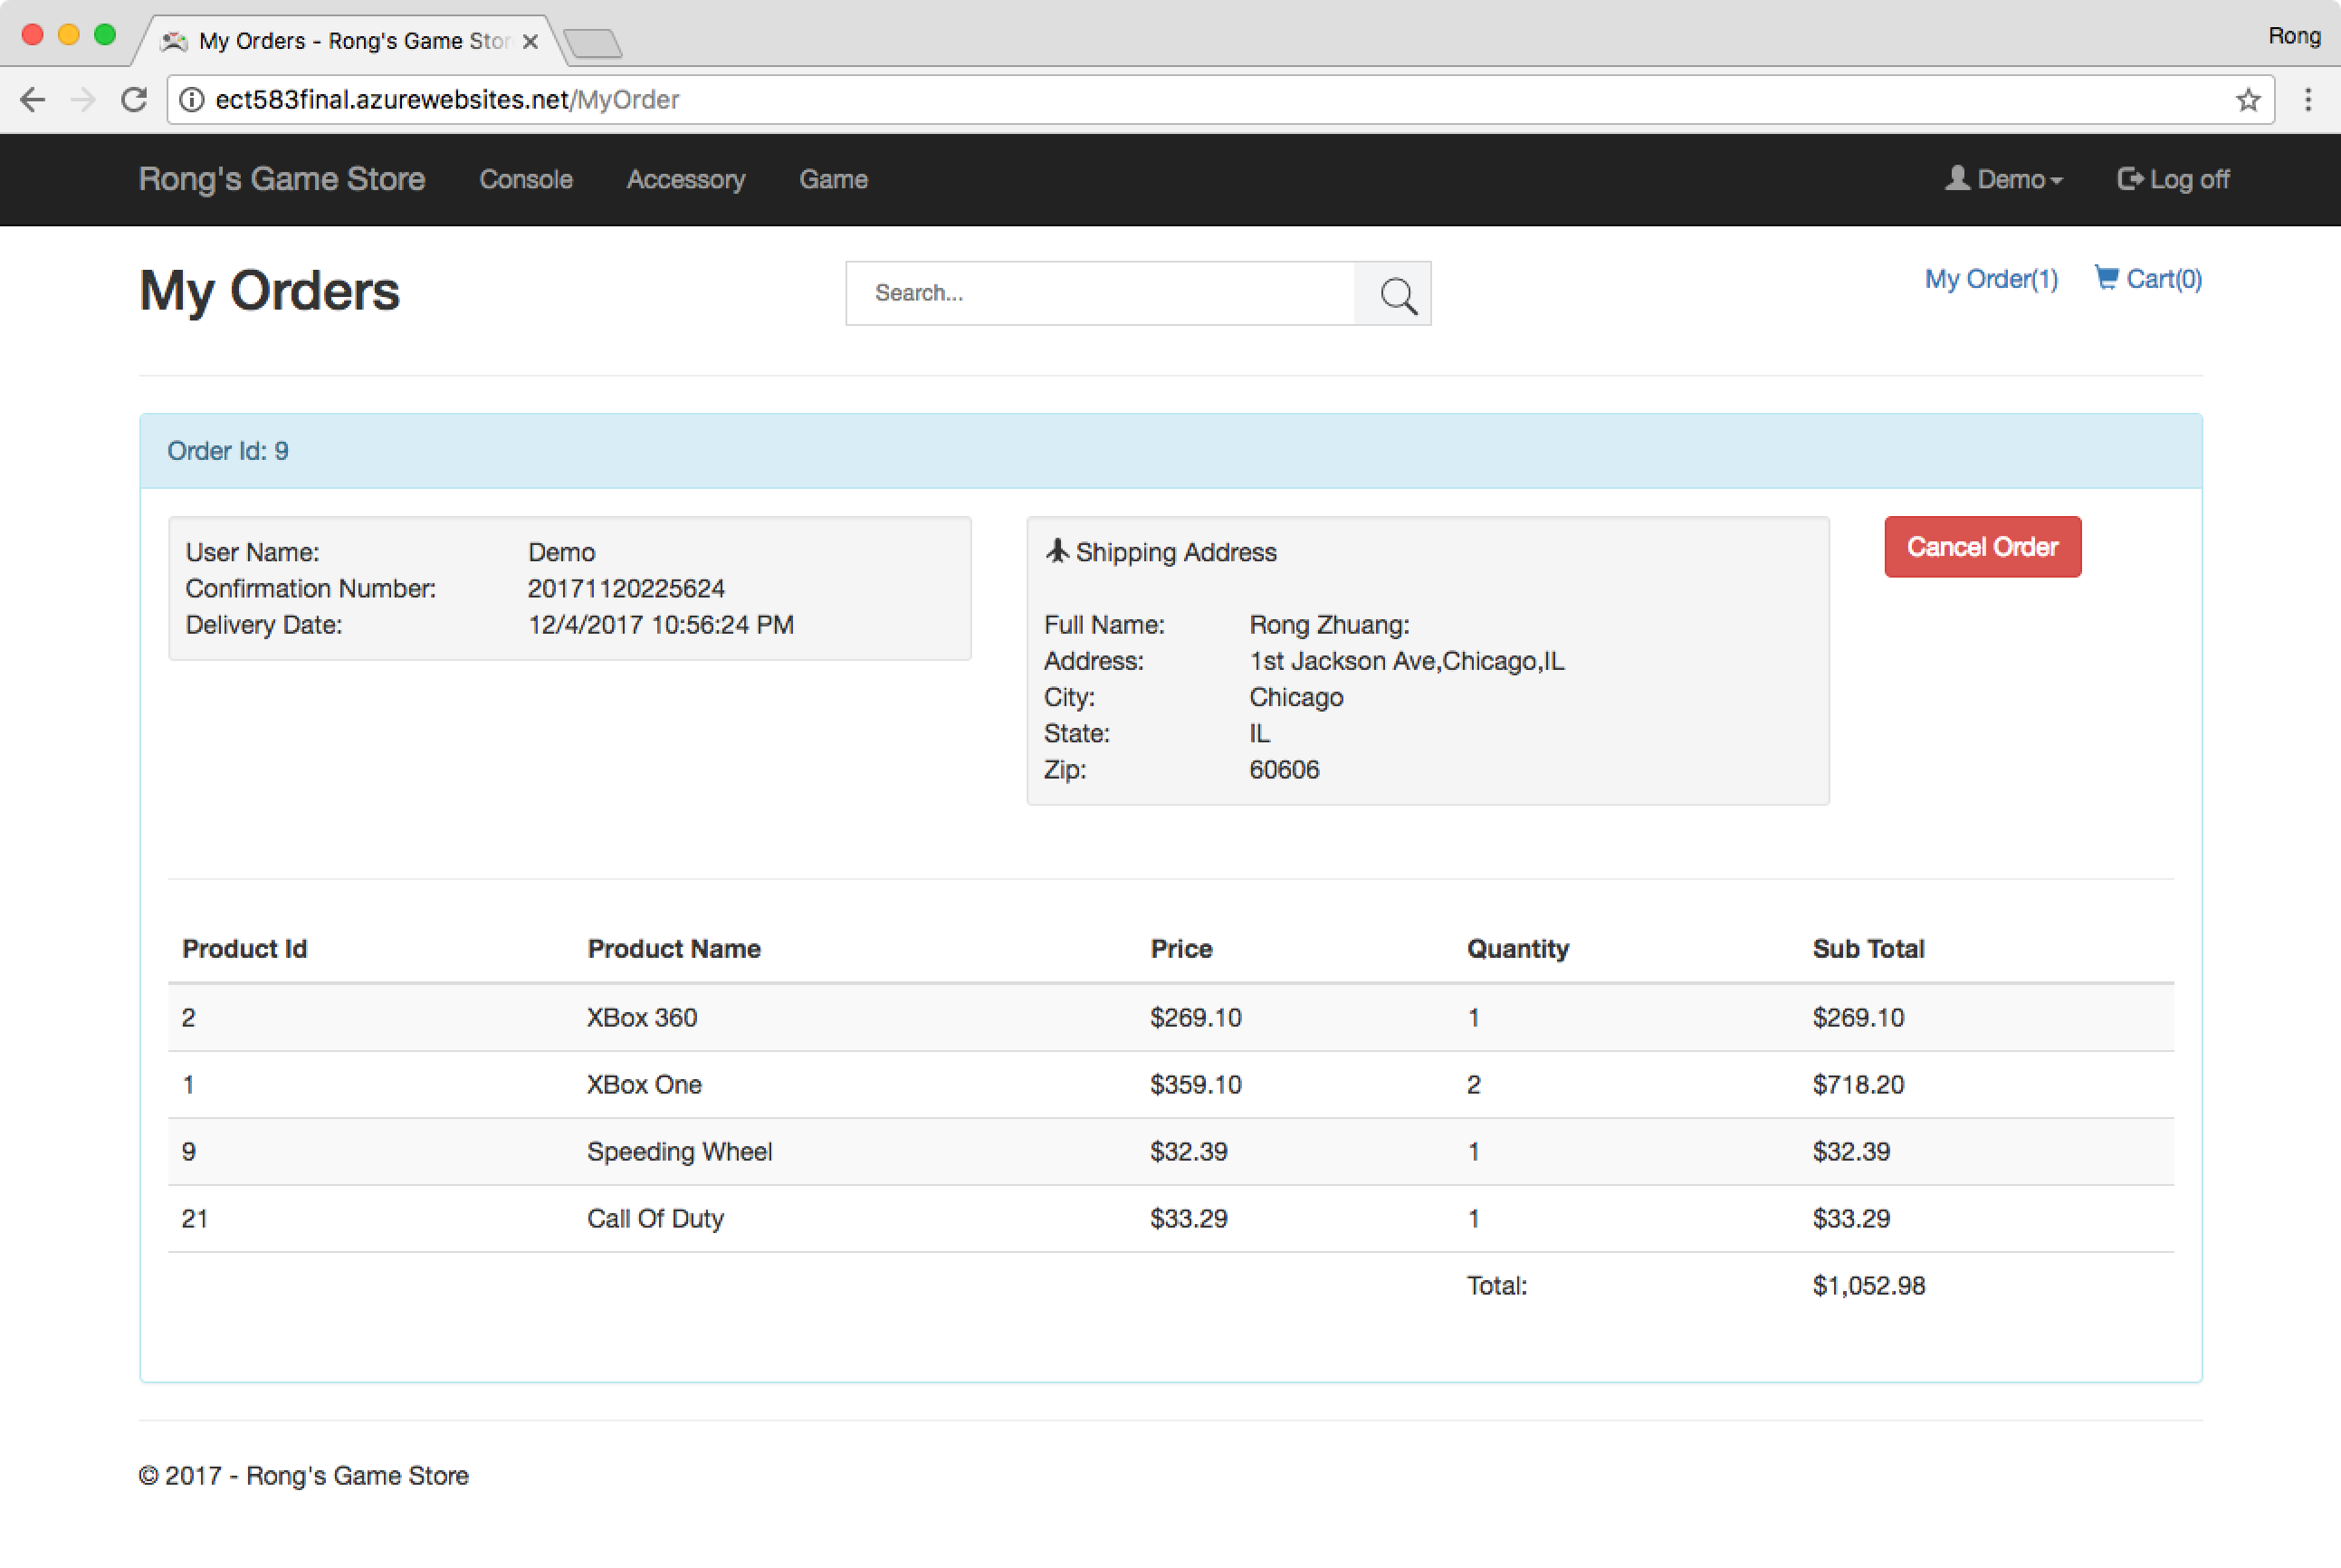 My Orders - Rong's Game Stor
Rong
ect583final.azurewebsites.net/MyOrder
Rong's Game Store Console Accessory Game Demo Log off
My Orders Search... My Order(1) Cart(0)
Order Id: 9
User Name: Demo
Confirmation Number: 20171120225624
Delivery Date: 12/4/2017 10:56:24 PM
Shipping Address
Full Name: Rong Zhuang:
Address: 1st Jackson Ave,Chicago,IL
City: Chicago
State: IL
Zip: 60606
Cancel Order
Product Id Product Name Price Quantity Sub Total
2 XBox 360 $269.10 1 $269.10
1 XBox One $359.10 2 $718.20
9 Speeding Wheel $32.39 1 $32.39
21 Call Of Duty $33.29 1 $33.29
Total: $1,052.98
© 2017 - Rong's Game Store